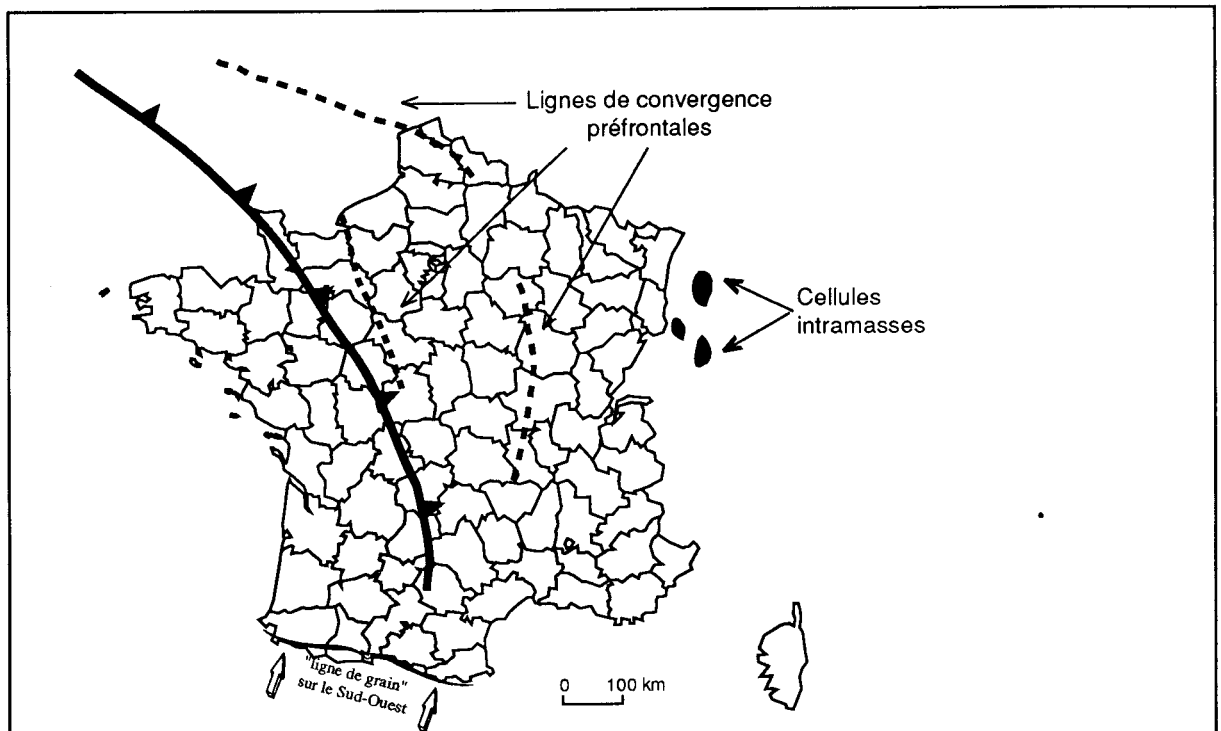 Lignes de convergence
préfrontales
Cellules
intramasses
"ligne de grain"
sur le Sud-Ouest
0 100 km